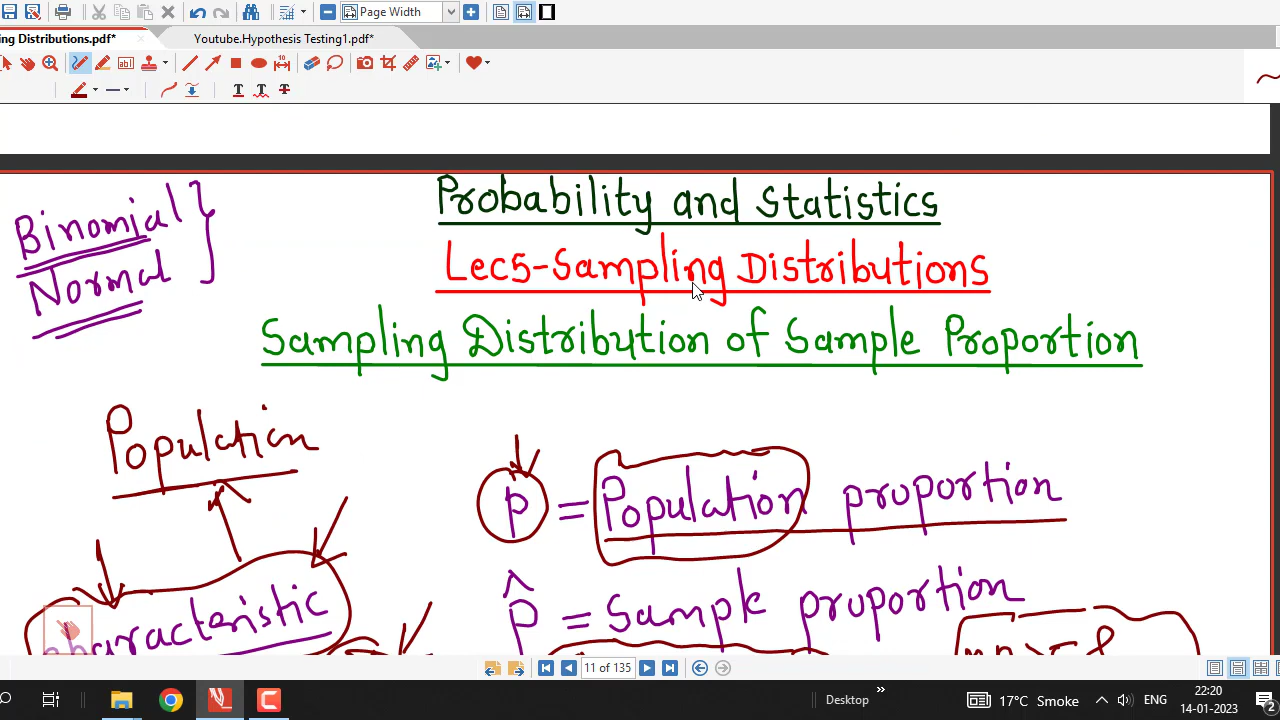 Page Width
ng Distributions.pdf*
Youtube.Hypothesis Testing1.pdf*
Probability and Statistics
Lec5-Sampling Distributions
Sampling Distribution of Sample Proportion
Binomial
Normal
Population
p = Population proportion
characteristic
p̂ = Sample proportion
11 of 135
Desktop
17°C Smoke
ENG
22:20
14-01-2023
2